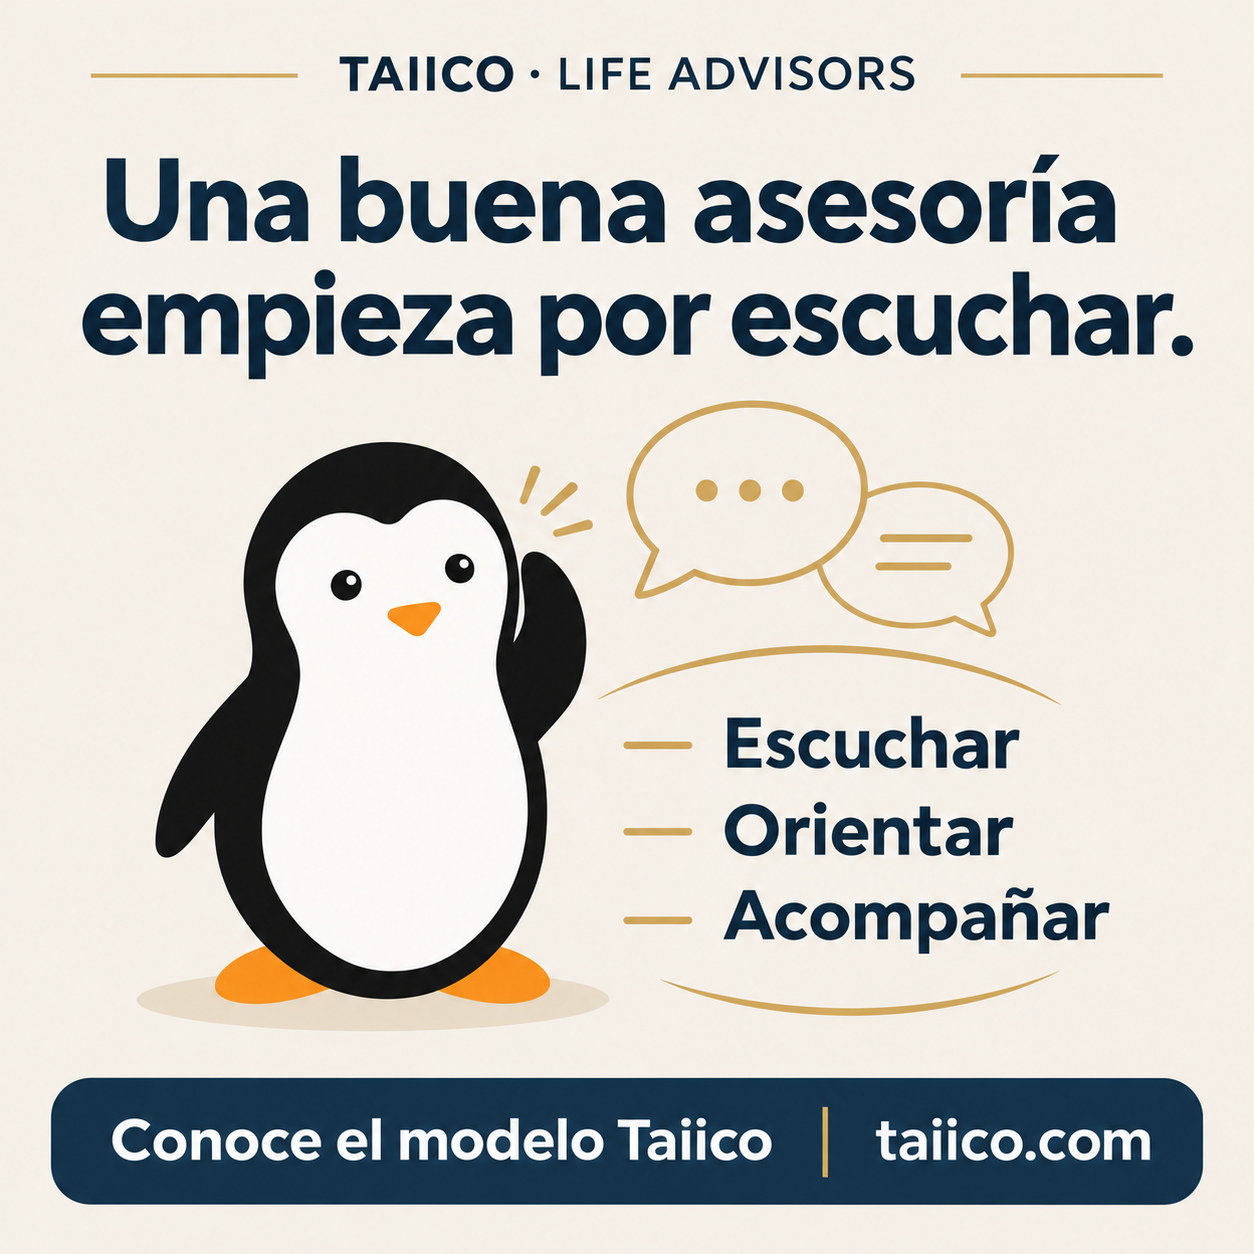 TAIICO · LIFE ADVISORS
Una buena asesoría
empieza por escuchar.
Escuchar
Orientar
Acompañar
Conoce el modelo Taiico | taiico.com